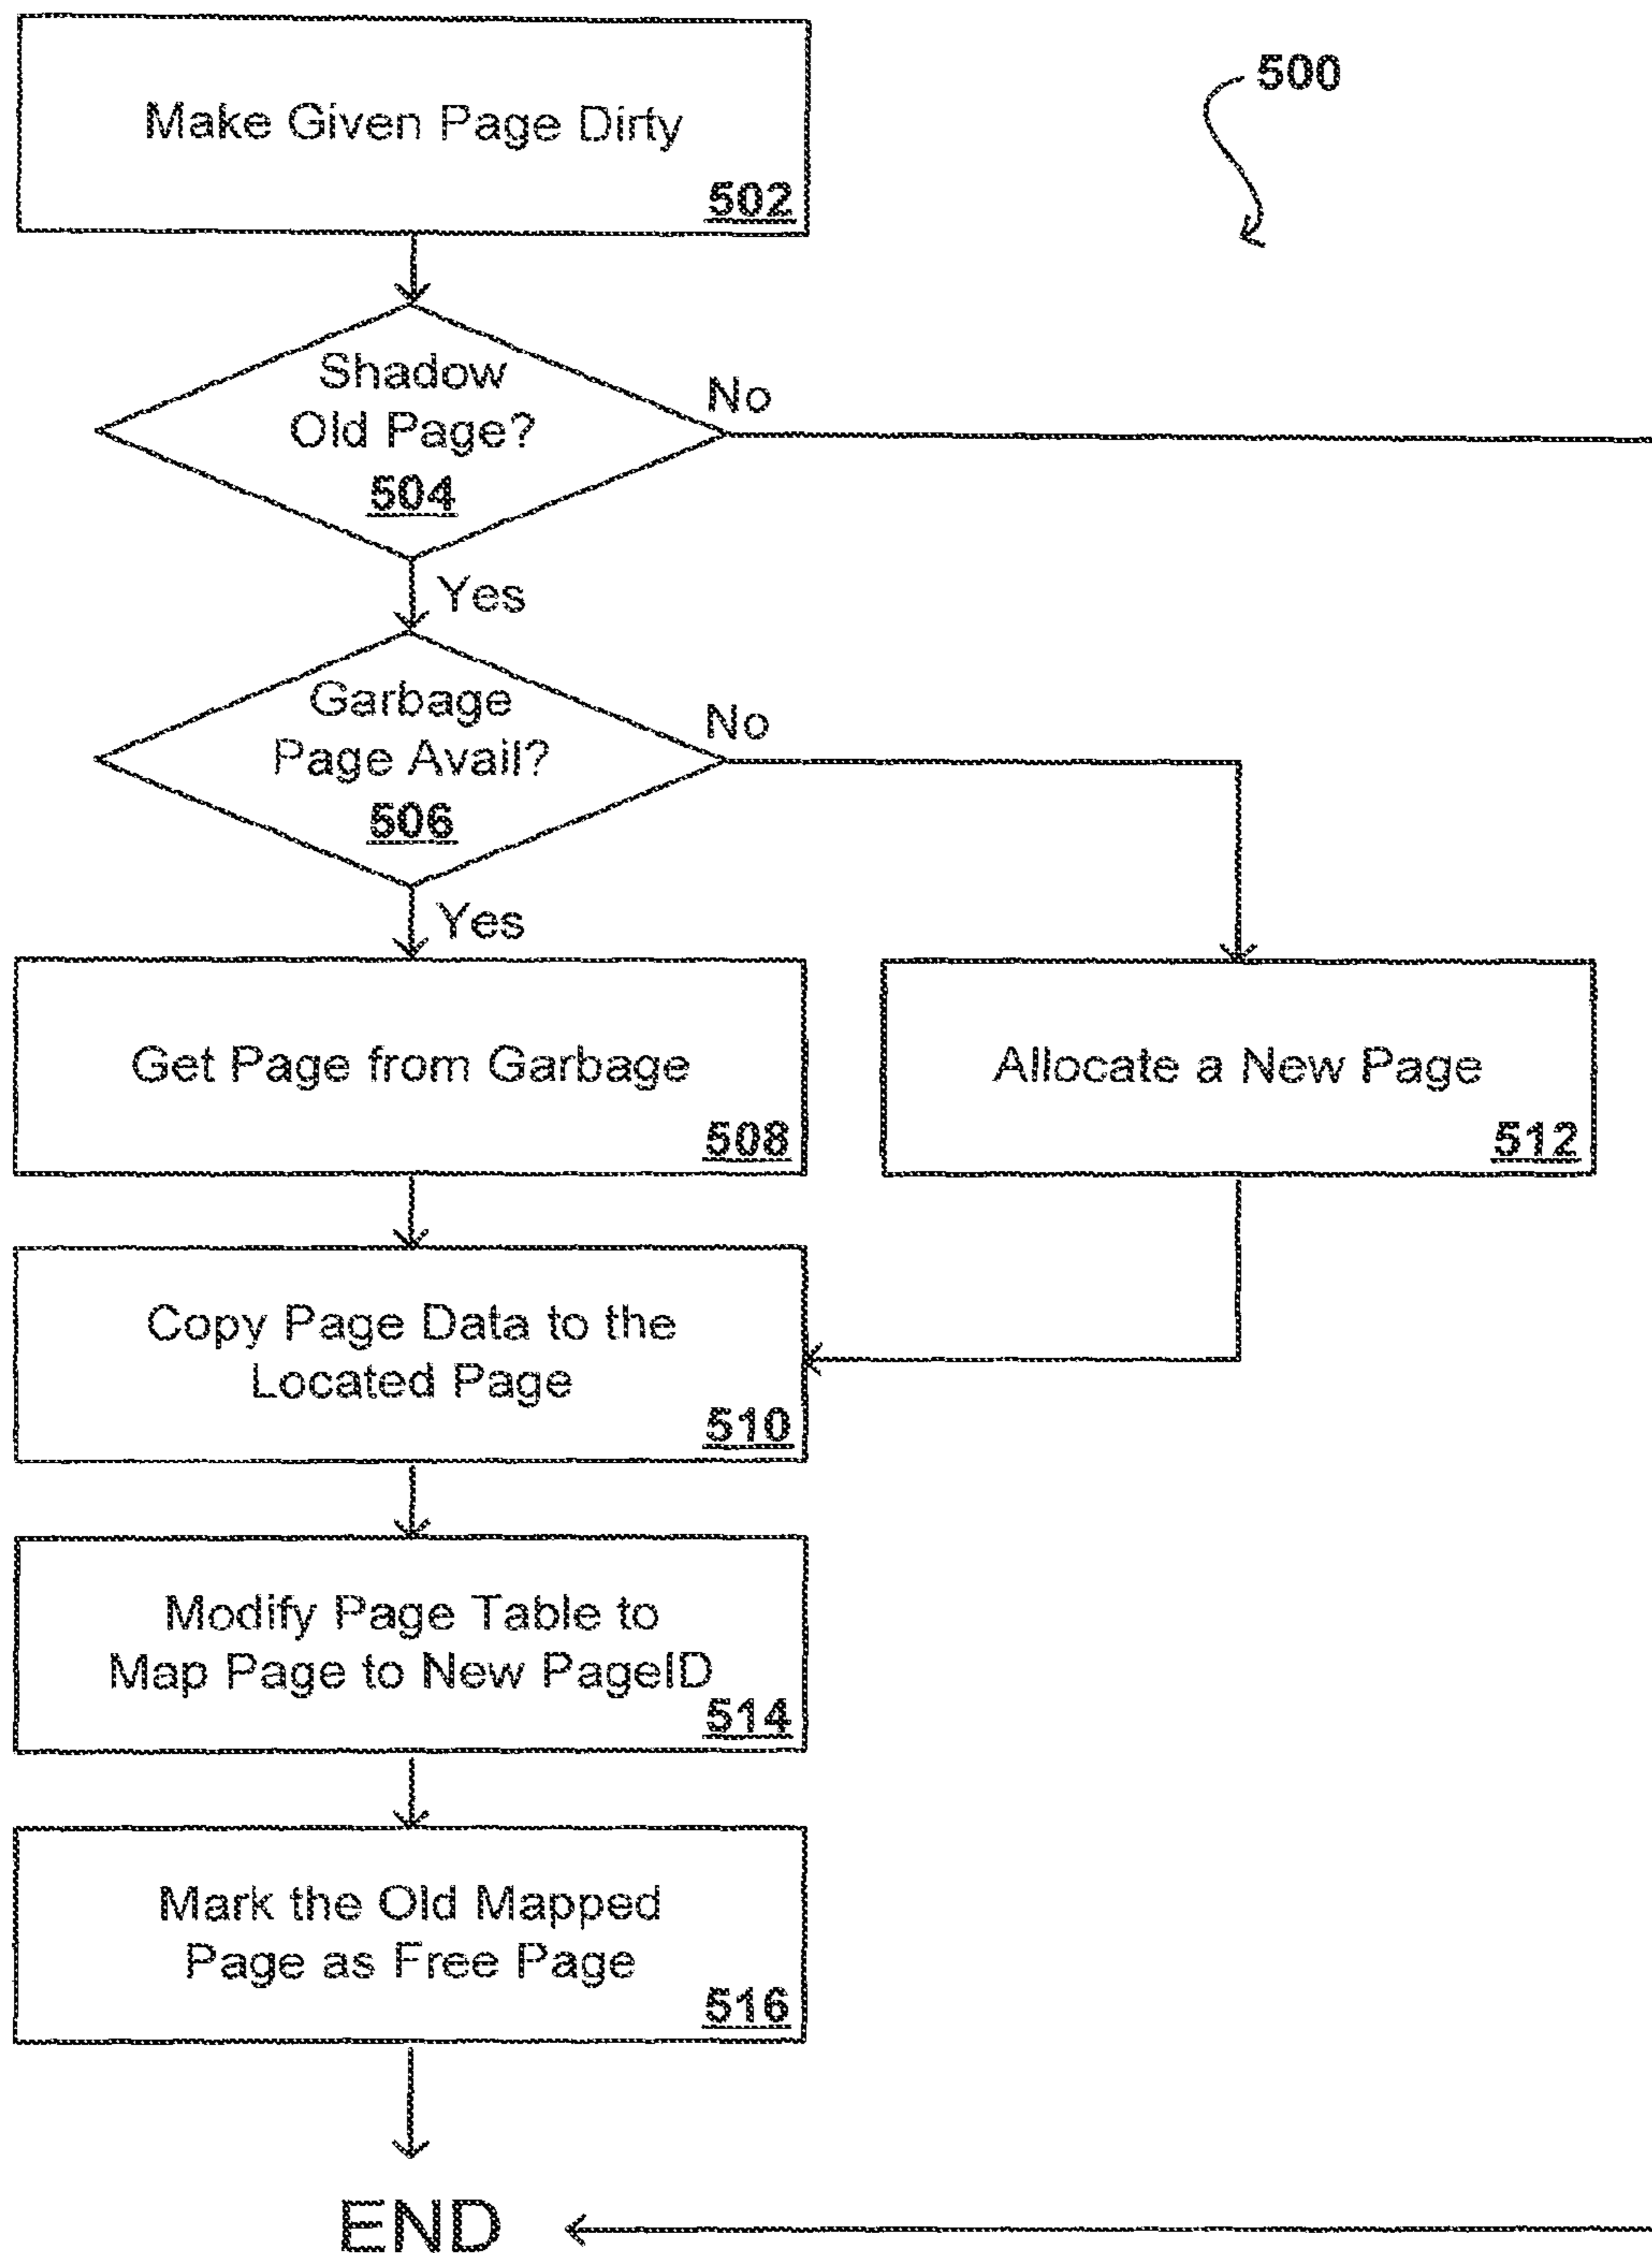 500
Make Given Page Dirty
502
Shadow
Old Page?
504
No
Yes
Garbage
Page Avail?
506
No
Yes
Get Page from Garbage
508
Allocate a New Page
512
Copy Page Data to the
Located Page
510
Modify Page Table to
Map Page to New PageID
514
Mark the Old Mapped
Page as Free Page
516
END